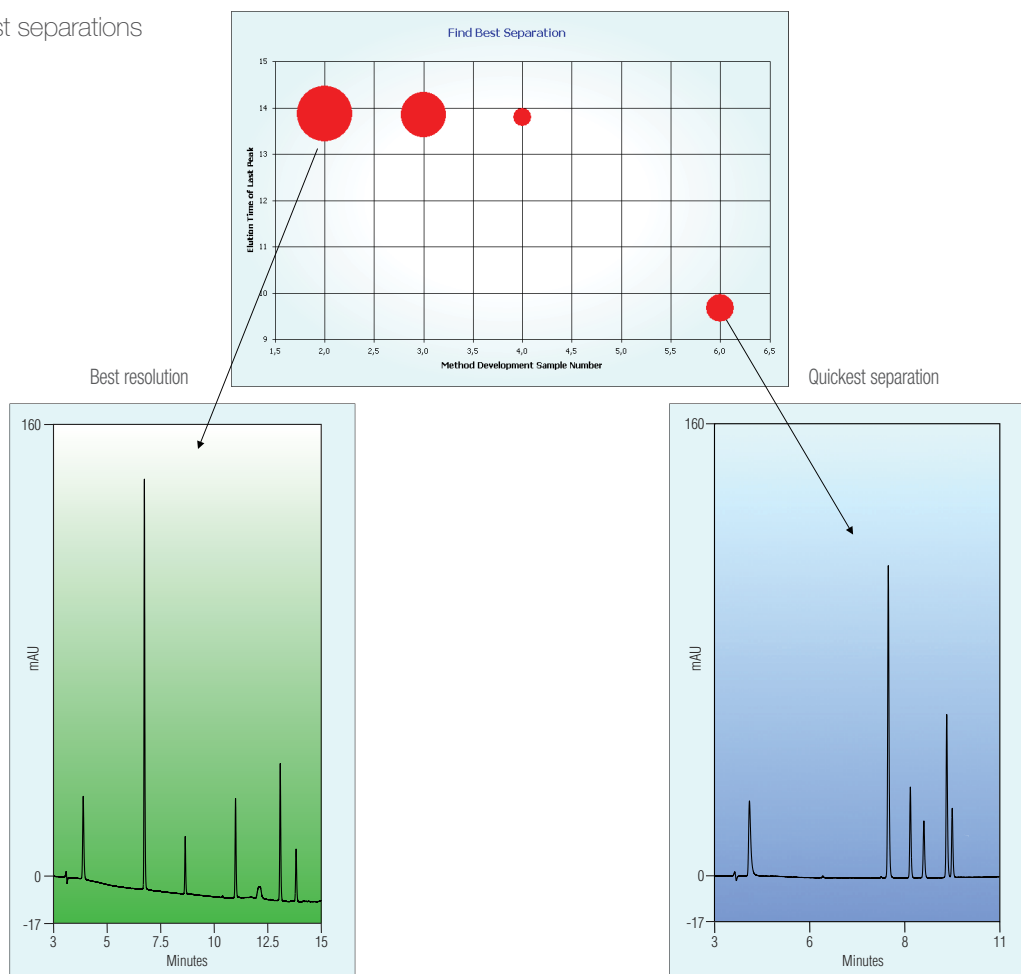 st separations
Find Best Separation
Elution Time of Last Peak
15
14
13
12
11
10
9
1,5 2,0 2,5 3,0 3,5 4,0 4,5 5,0 5,5 6,0 6,5
Method Development Sample Number
Best resolution
Quickest separation
160
mAU
0
-17
3 5 7.5 10 12.5 15
Minutes
160
mAU
0
-17
3 6 8 11
Minutes